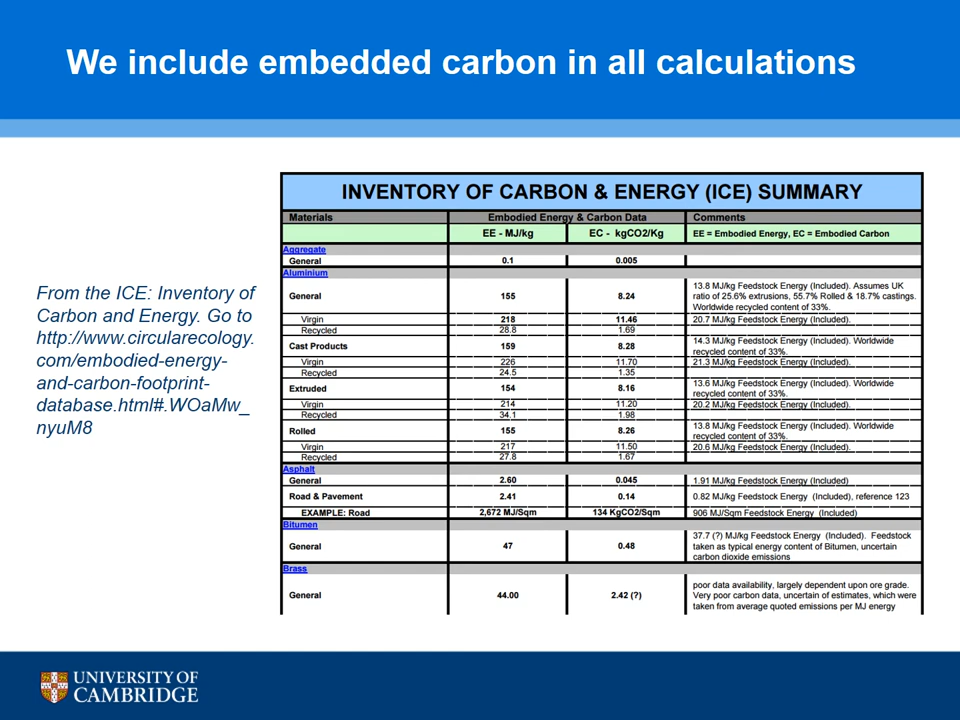 We include embedded carbon in all calculations
From the ICE: Inventory of
Carbon and Energy. Go to
http://www.circularecology.
com/embodied-energy-
and-carbon-footprint-
database.html#.WOaMw_
nyuM8
INVENTORY OF CARBON & ENERGY (ICE) SUMMARY
Materials Embodied Energy & Carbon Data Comments
EE - MJ/kg EC - kgCO2/Kg EE = Embodied Energy, EC = Embodied Carbon
Aggregate
General 0.1 0.005
Aluminium
General 155 8.24 13.8 MJ/kg Feedstock Energy (Included). Assumes UK
ratio of 25.6% extrusions, 55.7% Rolled & 18.7% castings.
Worldwide recycled content of 33%.
Virgin 218 11.46 20.7 MJ/kg Feedstock Energy (Included).
Recycled 28.8 1.69
Cast Products 159 8.28 14.3 MJ/kg Feedstock Energy (Included). Worldwide
recycled content of 33%.
Virgin 226 11.70 21.3 MJ/kg Feedstock Energy (Included).
Recycled 24.5 1.35
Extruded 154 8.16 13.6 MJ/kg Feedstock Energy (Included). Worldwide
recycled content of 33%.
Virgin 214 11.20 20.2 MJ/kg Feedstock Energy (Included).
Recycled 34.1 1.98
Rolled 155 8.26 13.8 MJ/kg Feedstock Energy (Included). Worldwide
recycled content of 33%.
Virgin 217 11.50 20.6 MJ/kg Feedstock Energy (Included).
Recycled 27.8 1.67
Asphalt
General 2.60 0.045 1.91 MJ/kg Feedstock Energy (Included)
Road & Pavement 2.41 0.14 0.82 MJ/kg Feedstock Energy (Included), reference 123
EXAMPLE: Road 2,672 MJ/Sqm 134 KgCO2/Sqm 906 MJ/Sqm Feedstock Energy (Included)
Bitumen
General 47 0.48 37.7 (?) MJ/kg Feedstock Energy (Included). Feedstock
taken as typical energy content of Bitumen, uncertain
carbon dioxide emissions
Brass
General 44.00 2.42 (?) poor data availability, largely dependent upon ore grade.
Very poor carbon data, uncertain of estimates, which were
taken from average quoted emissions per MJ energy
UNIVERSITY OF
CAMBRIDGE